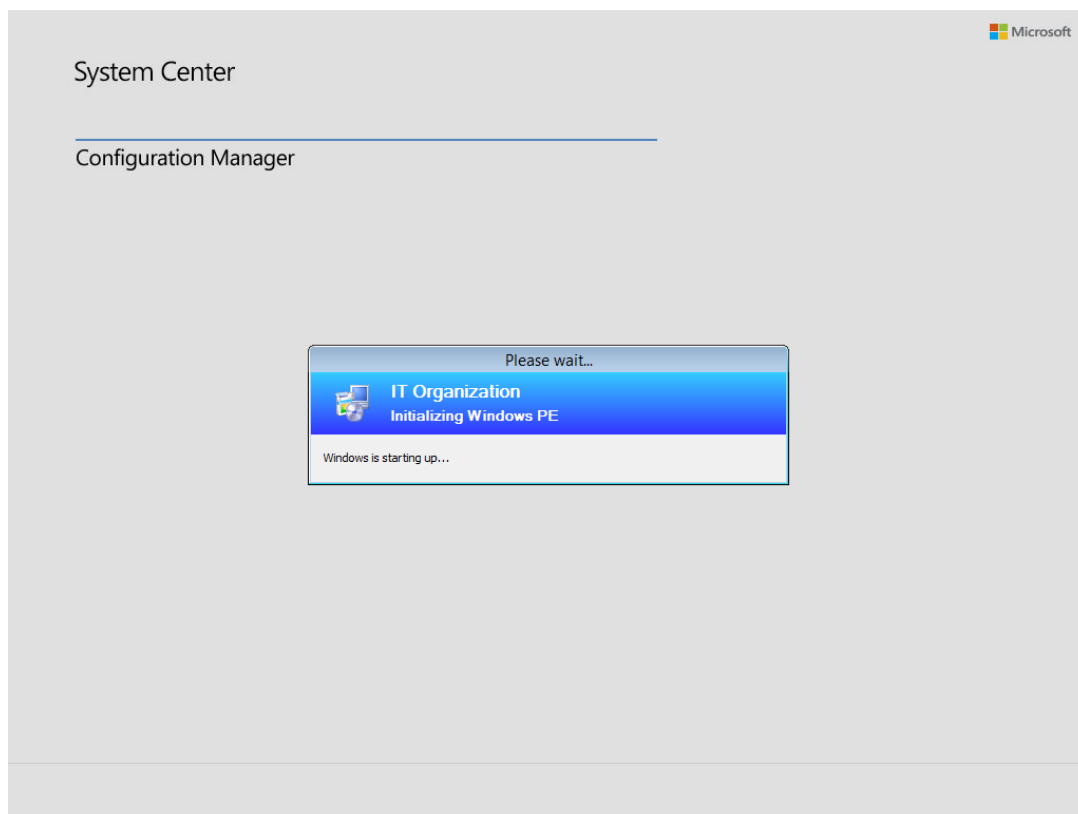 Microsoft
System Center
Configuration Manager
Please wait...
IT Organization
Initializing Windows PE
Windows is starting up...